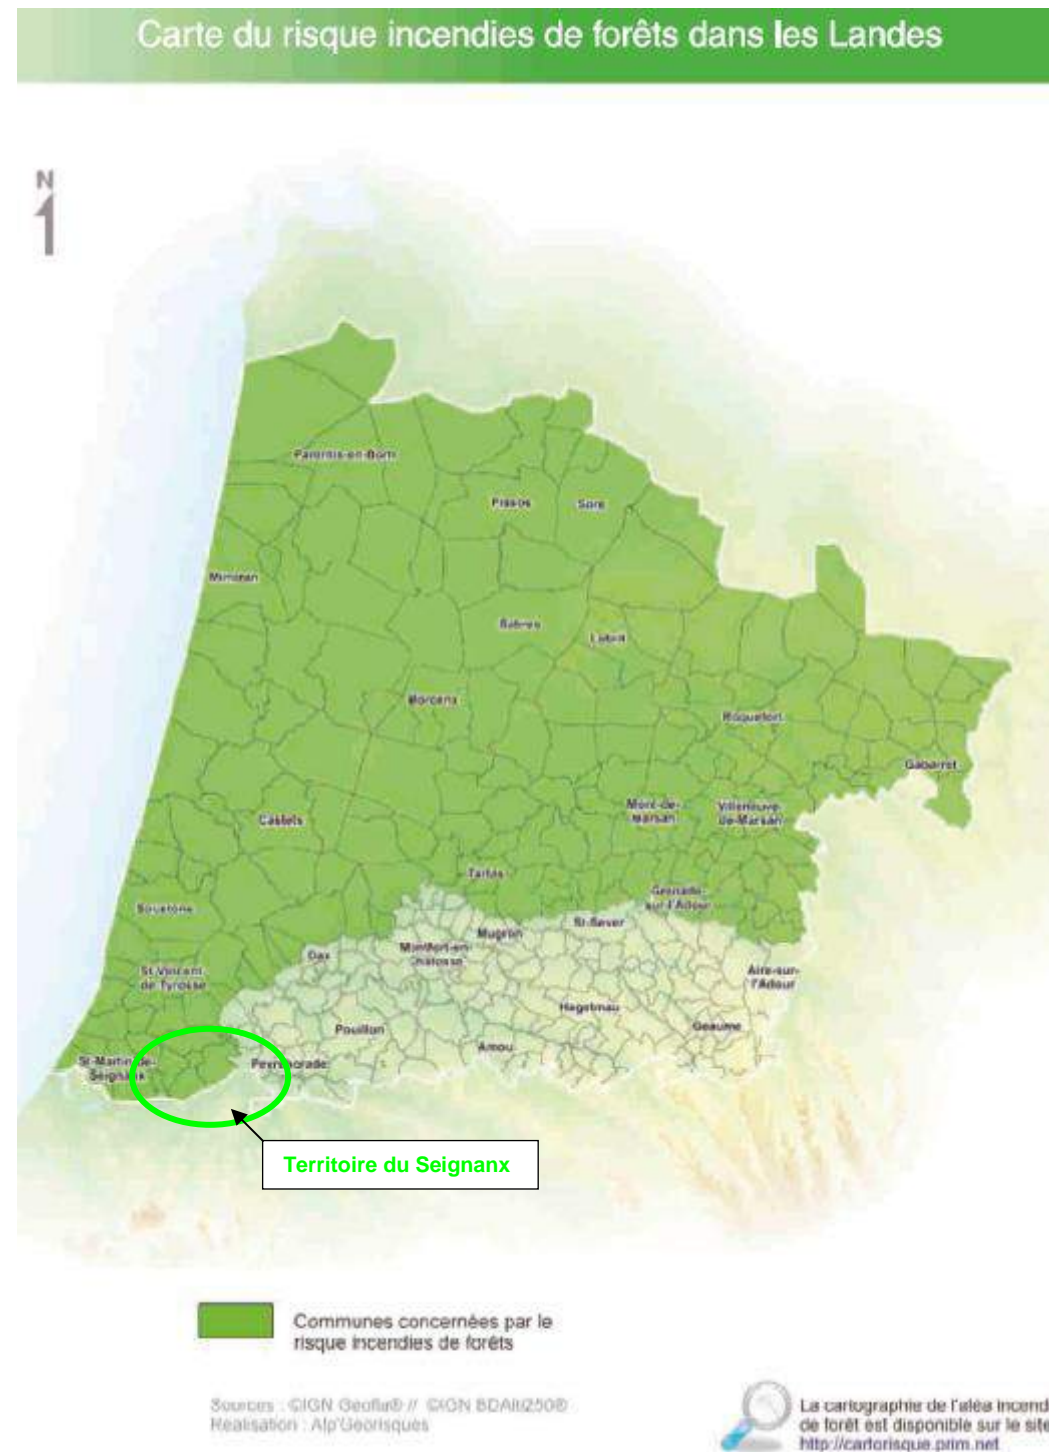 Carte du risque incendies de forêts dans les Landes
N
Parentis-en-Born
Pissos
Sore
Mimizan
Sabres
Labrit
Morcenx
Roquefort
Gabarret
Mont-de-
Marsan
Villeneuve-
de-Marsan
Castets
Tartas
Grenade-
sur-l'Adour
Soustons
St-Sever
Mugron
Montfort-en-
Chalosse
Dax
St-Vincent
de Tyrosse
Aire-sur-
l'Adour
Hagetmau
Geaune
Pouillon
Amou
Peyrehorade
St-Martin-de-
Seignanx
Territoire du Seignanx
Communes concernées par le
risque incendies de forêts
Sources : ©IGN Geofla® // ©IGN BDAlti250®
Réalisation : Alp'Géorisques
La cartographie de l'aléa incend
de forêt est disponible sur le site
http://cartorisque.prim.net